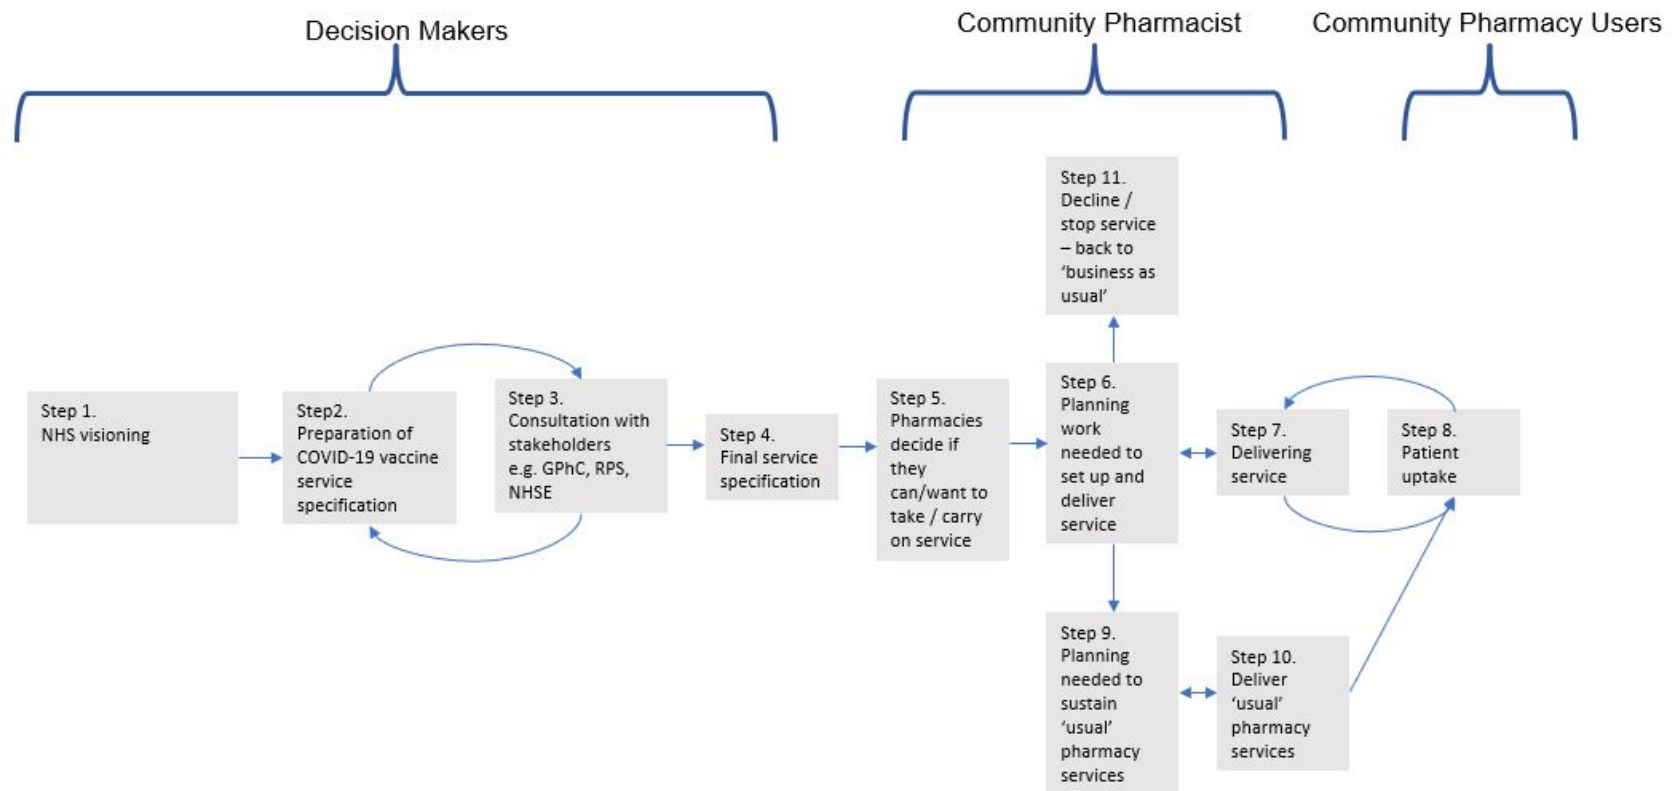 Decision Makers
Community Pharmacist
Community Pharmacy Users
Step 1.
NHS visioning
Step2.
Preparation of
COVID-19 vaccine
service
specification
Step 3.
Consultation with
stakeholders
e.g. GPhC, RPS,
NHSE
Step 4.
Final service
specification
Step 5.
Pharmacies
decide if
they
can/want to
take / carry
on service
Step 6.
Planning
work
needed to
set up and
deliver
service
Step 7.
Delivering
service
Step 8.
Patient
uptake
Step 9.
Planning
needed to
sustain
‘usual’
pharmacy
services
Step 10.
Deliver
‘usual’
pharmacy
services
Step 11.
Decline /
stop service
– back to
‘business as
usual’